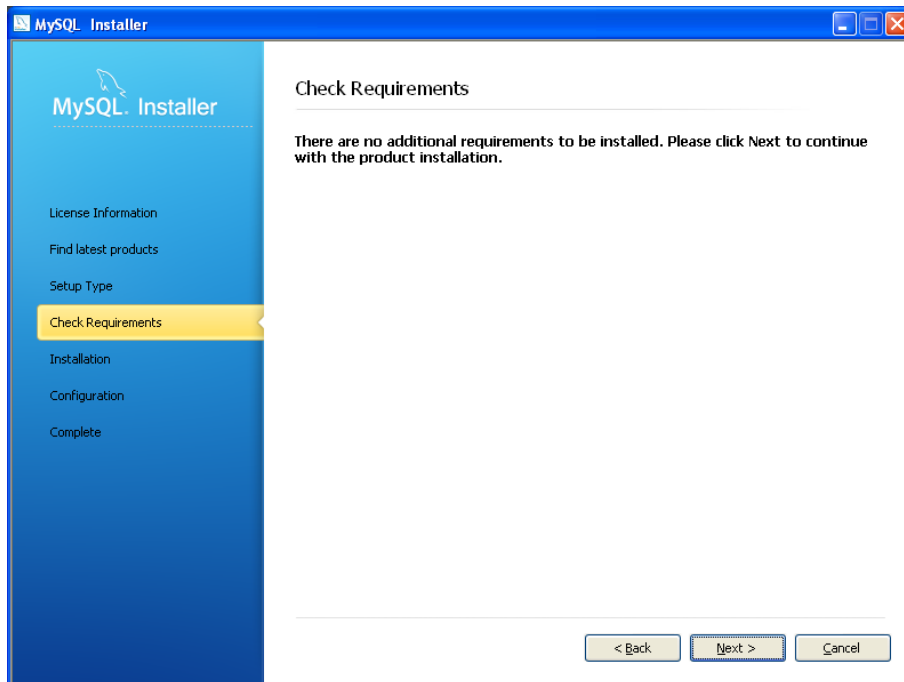 MySQL Installer
MySQL. Installer
License Information
Find latest products
Setup Type
Check Requirements
Installation
Configuration
Complete
Check Requirements
There are no additional requirements to be installed. Please click Next to continue
with the product installation.
< Back
Next >
Cancel